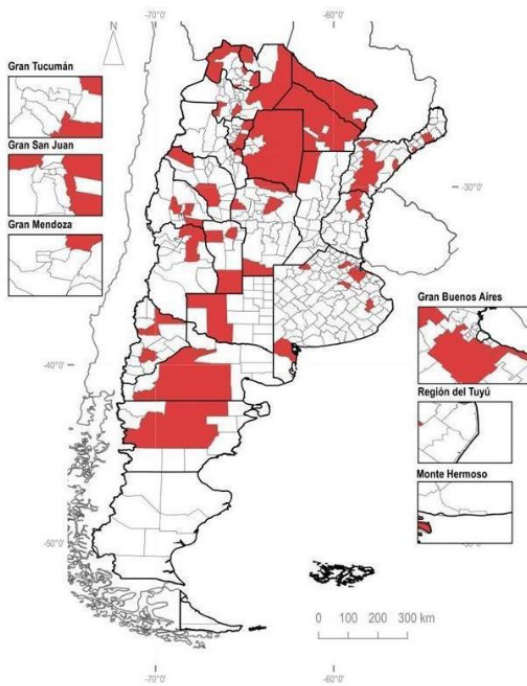 -70°0'
-60°0'
N
Gran Tucumán
Gran San Juan
Gran Mendoza
-30°0'
Gran Buenos Aires
-40°0'
Región del Tuyú
Monte Hermoso
-50°0'
0 100 200 300 km
-70°0'
-60°0'